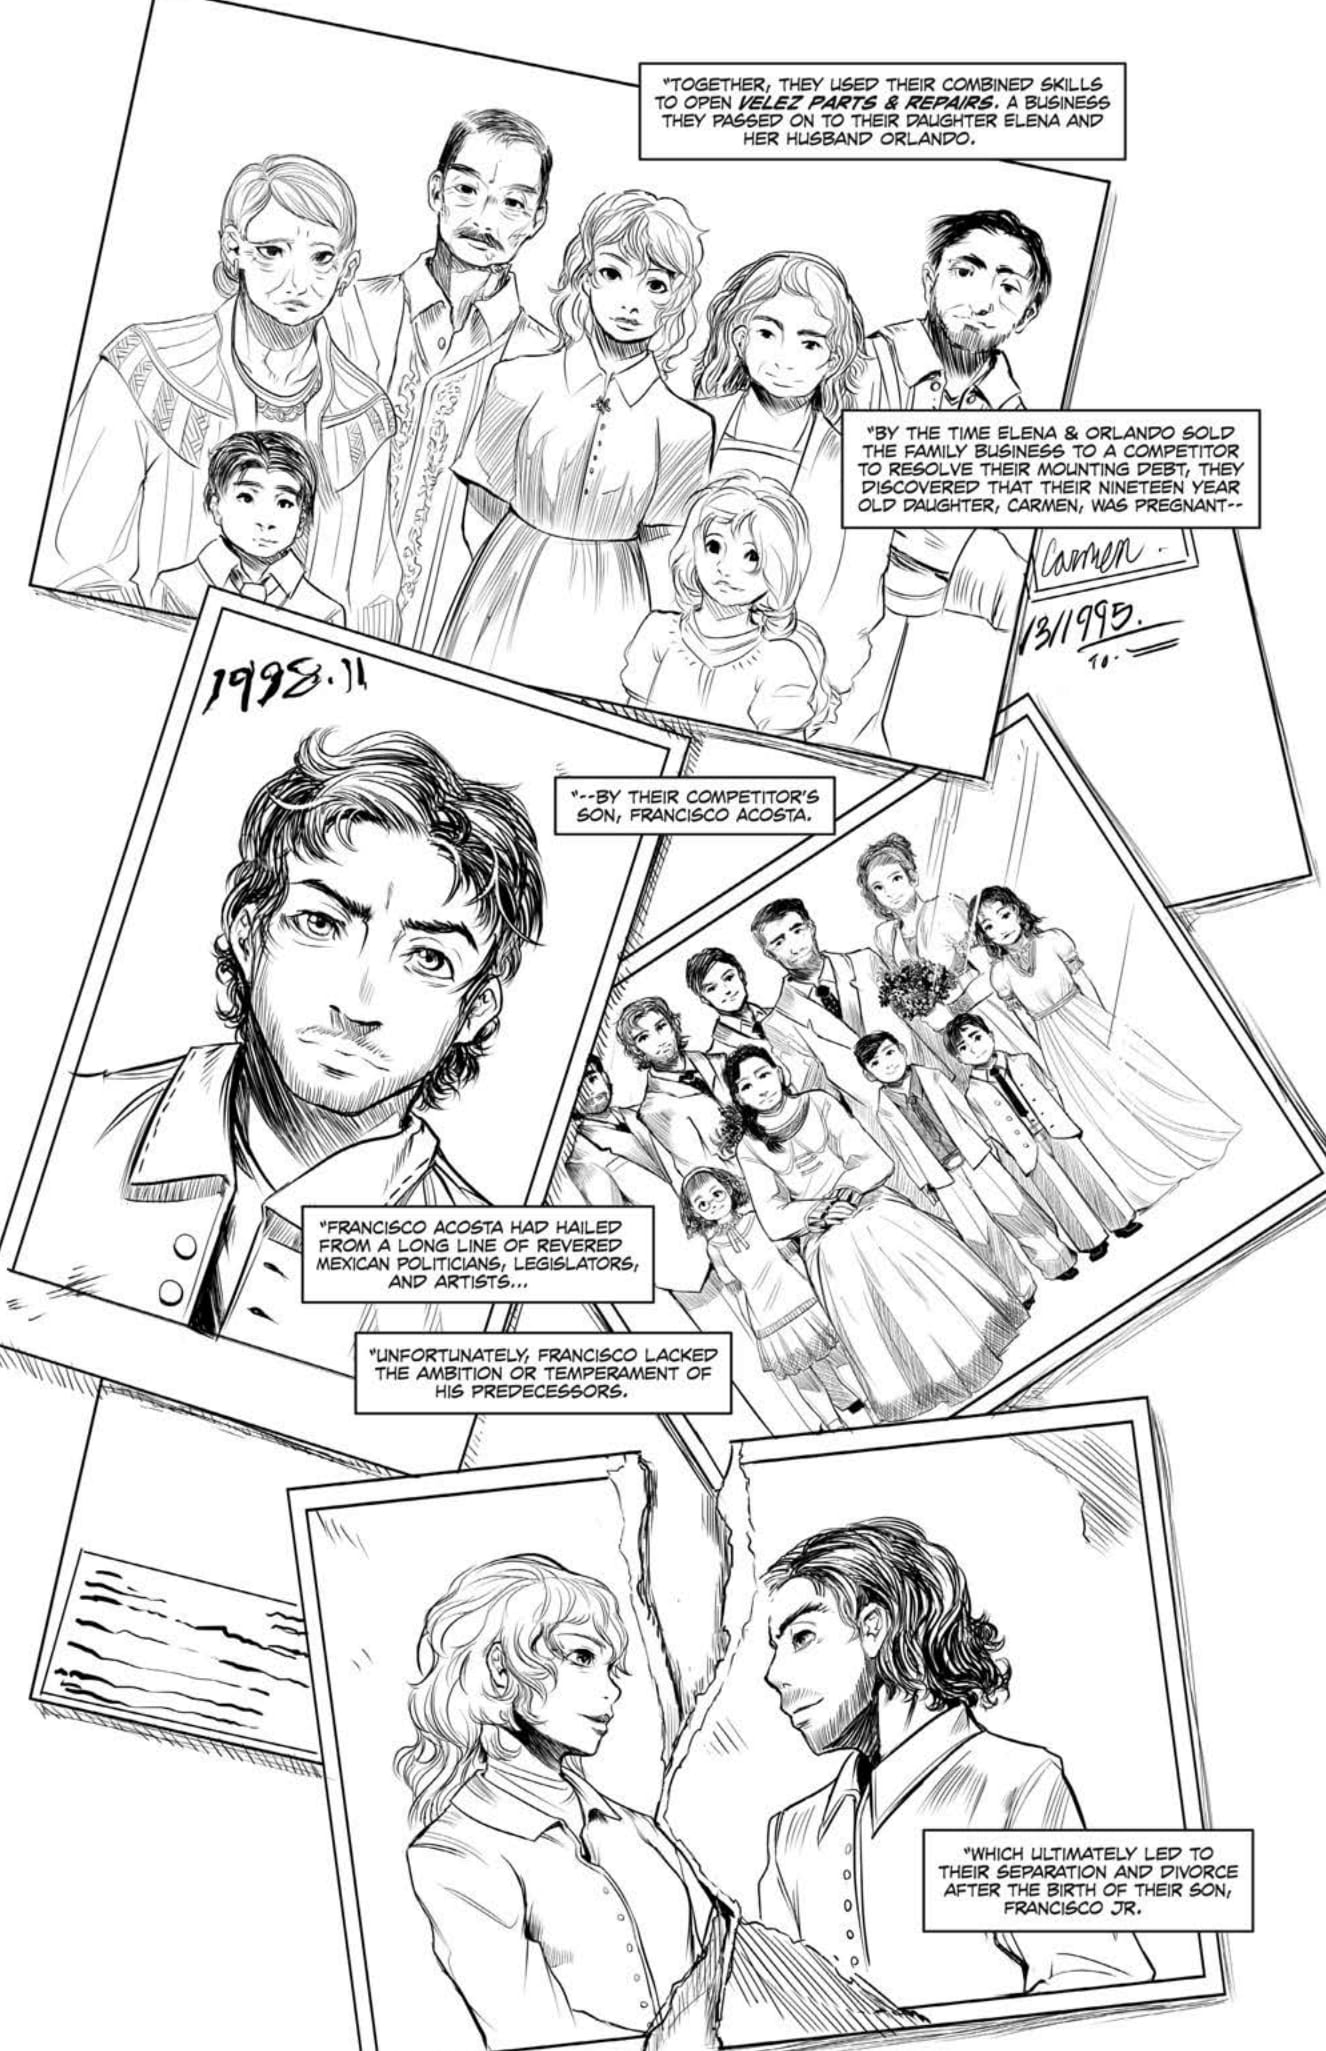 "TOGETHER, THEY USED THEIR COMBINED SKILLS
TO OPEN VELEZ PARTS & REPAIRS. A BUSINESS
THEY PASSED ON TO THEIR DAUGHTER ELENA AND
HER HUSBAND ORLANDO.
"BY THE TIME ELENA & ORLANDO SOLD
THE FAMILY BUSINESS TO A COMPETITOR
TO RESOLVE THEIR MOUNTING DEBT, THEY
DISCOVERED THAT THEIR NINETEEN YEAR
OLD DAUGHTER, CARMEN, WAS PREGNANT--
Carmen
/3/1995.
TO.
1998.11
"--BY THEIR COMPETITOR'S
SON, FRANCISCO ACOSTA.
"FRANCISCO ACOSTA HAD HAILED
FROM A LONG LINE OF REVERED
MEXICAN POLITICIANS, LEGISLATORS,
AND ARTISTS...
"UNFORTUNATELY, FRANCISCO LACKED
THE AMBITION OR TEMPERAMENT OF
HIS PREDECESSORS.
"WHICH ULTIMATELY LED TO
THEIR SEPARATION AND DIVORCE
AFTER THE BIRTH OF THEIR SON,
FRANCISCO JR.